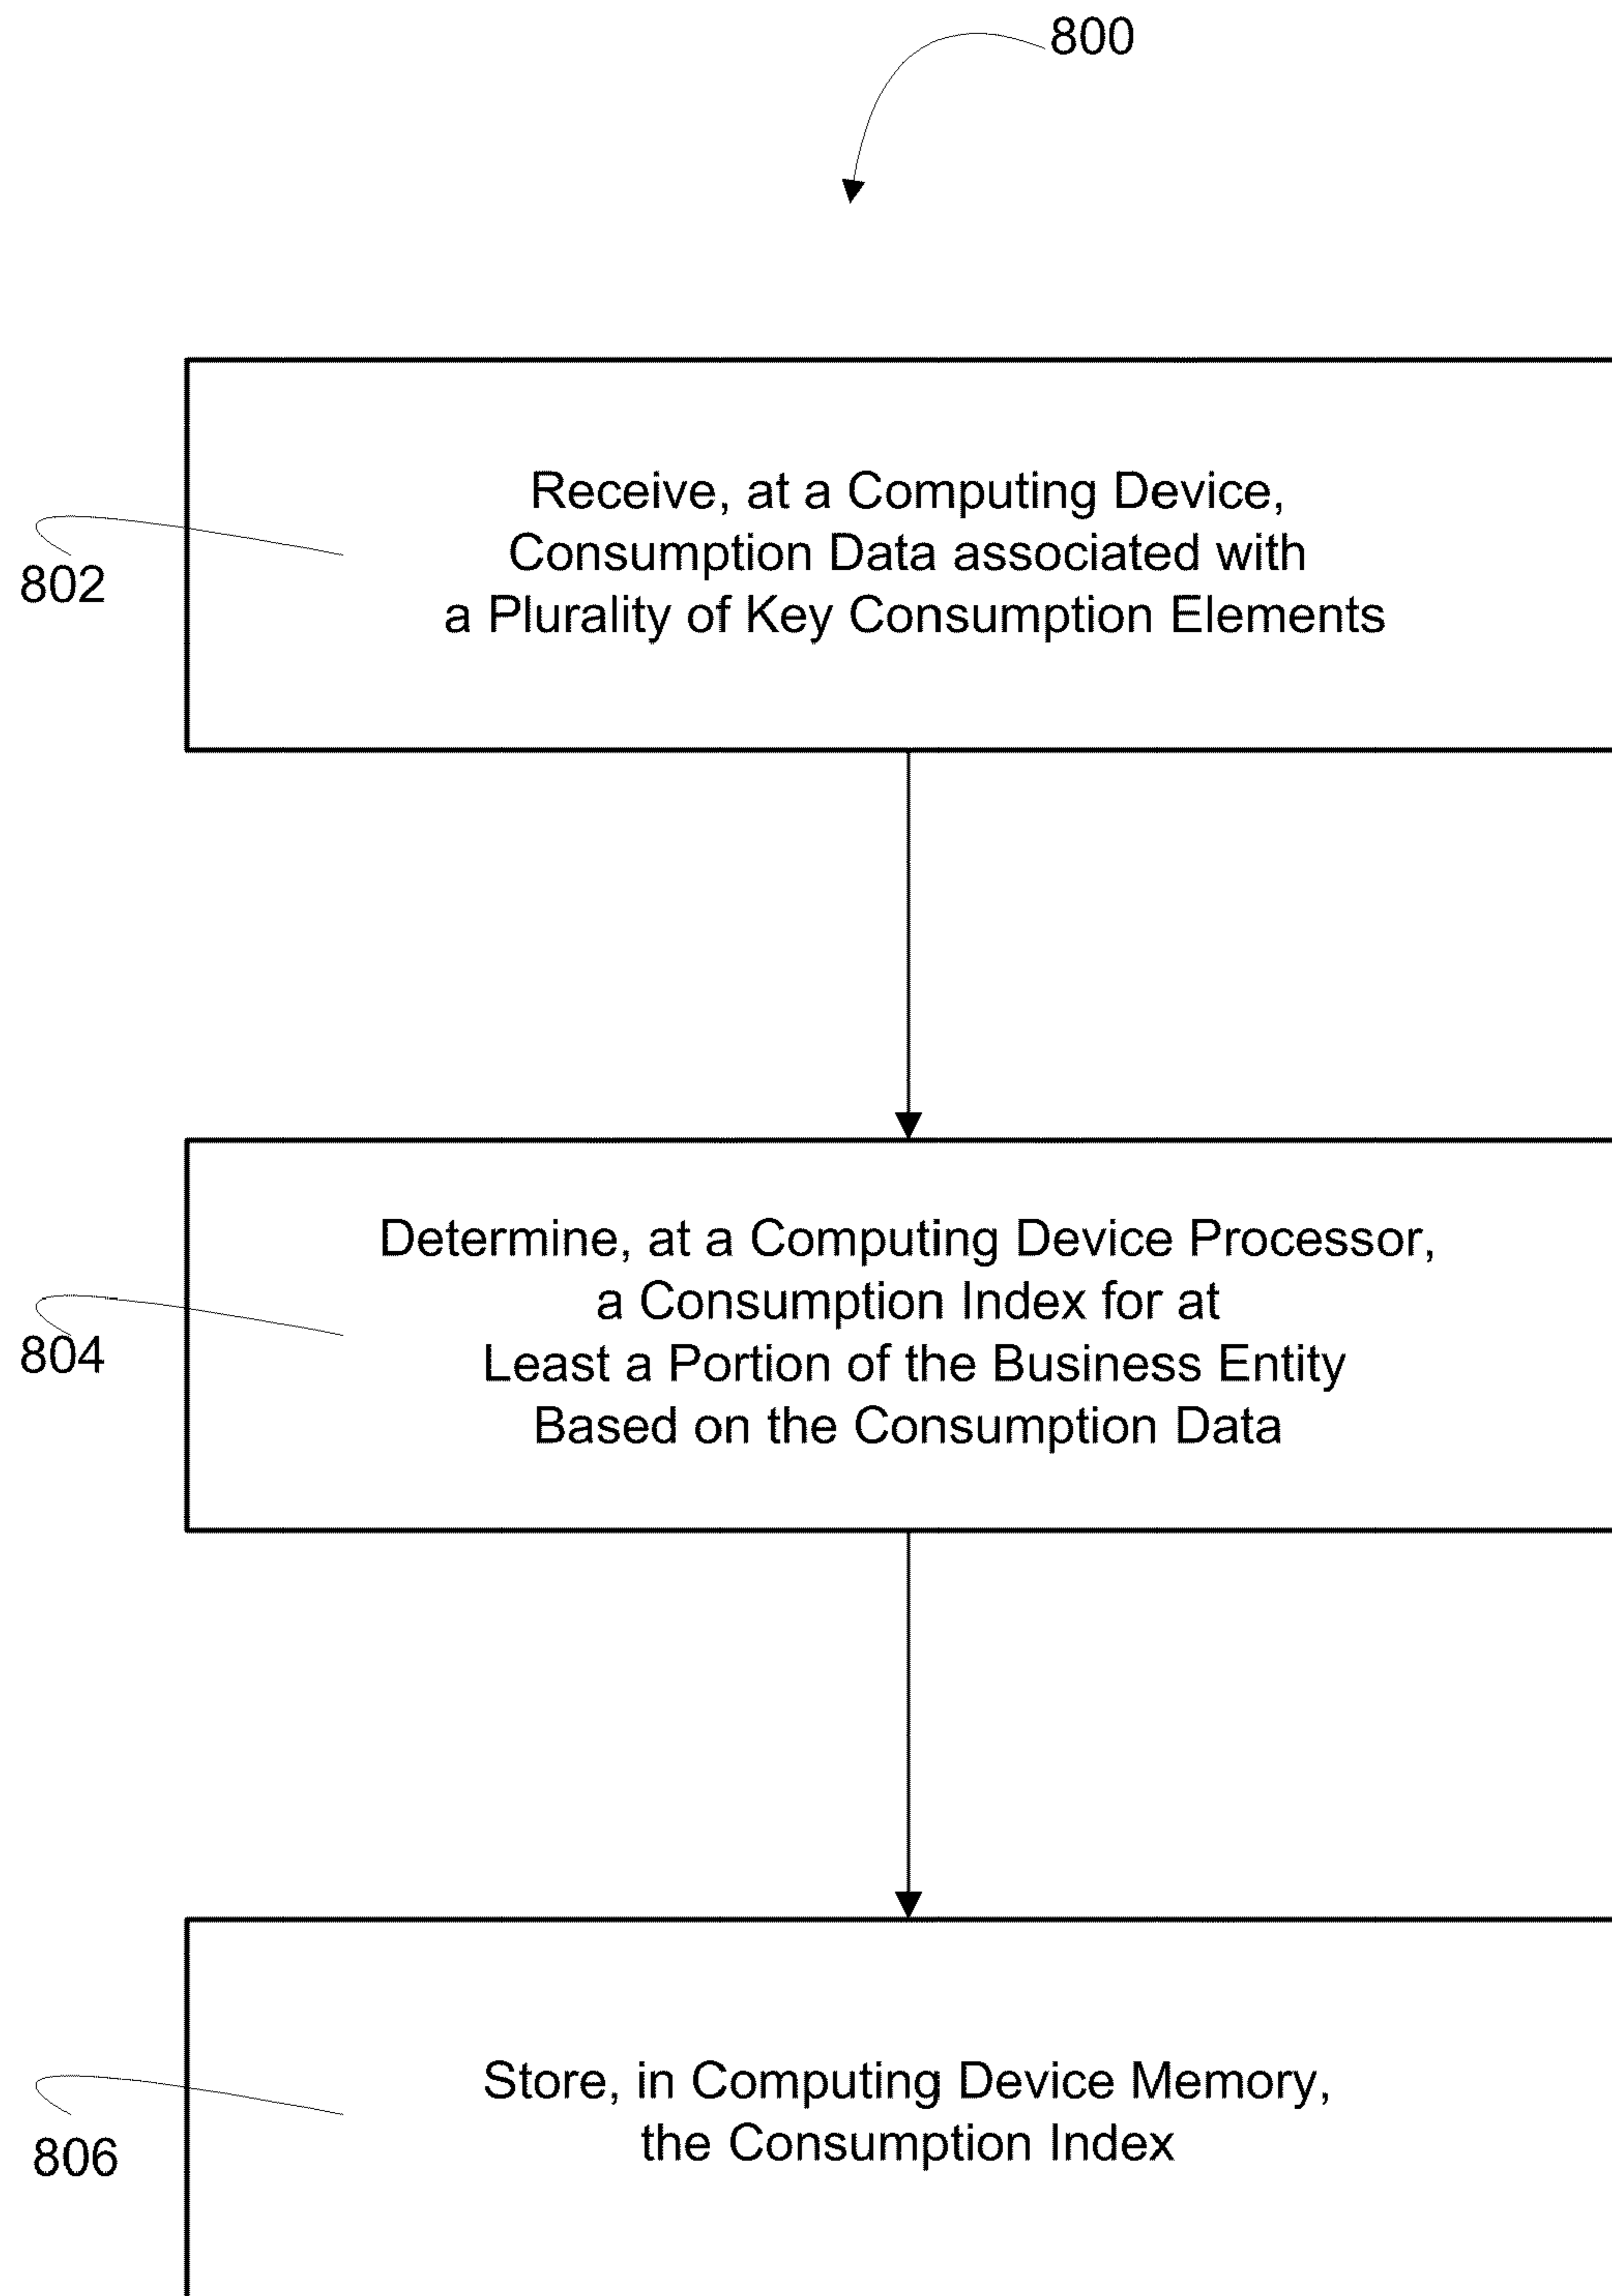 800
Receive, at a Computing Device,
Consumption Data associated with
a Plurality of Key Consumption Elements
802
Determine, at a Computing Device Processor,
a Consumption Index for at
Least a Portion of the Business Entity
Based on the Consumption Data
804
Store, in Computing Device Memory,
the Consumption Index
806